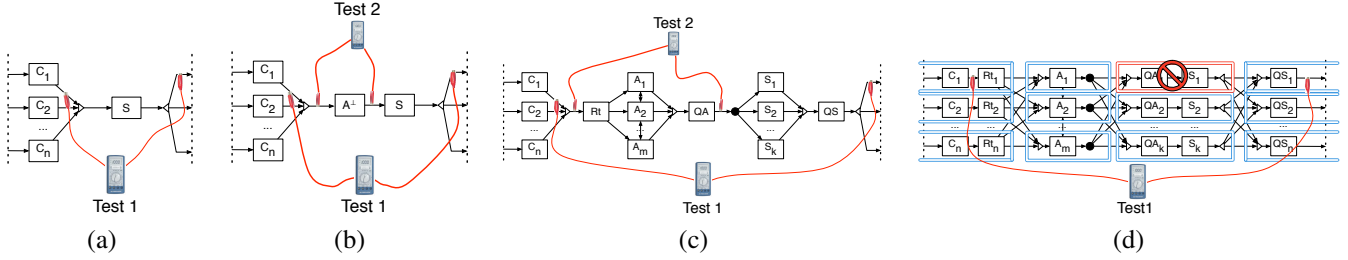 C1
C2
...
Cn
S
Test 1
(a)
Test 2
C1
C2
...
Cn
A⊥
S
Test 1
(b)
Test 2
C1
C2
...
Cn
Rt
A1
A2
...
Am
QA
S1
S2
...
Sk
QS
Test 1
(c)
C1 Rt1 A1 QA S1 QS1
C2 Rt2 A2 QA2 S2 QS2
... ... ... ...
Cn Rtn Am QAk Sk QSn
Test1
(d)